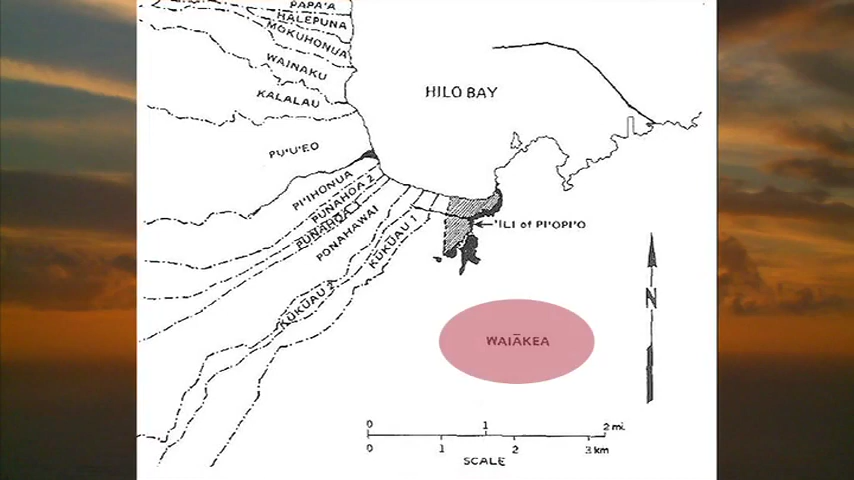 PAPA'A
HALEPUNA
MOKUHONUA
WAINAKU
KALALAU
PU'U'EO
PI'IHONUA
PUNAHOA 2
PUNAHOA 1
PONAHAWAI
KUKUAU 1
KUKUAU 2
HILO BAY
'ILI of PI'OPI'O
WAIĀKEA
N
0 1 2 mi.
0 1 2 3 km
SCALE